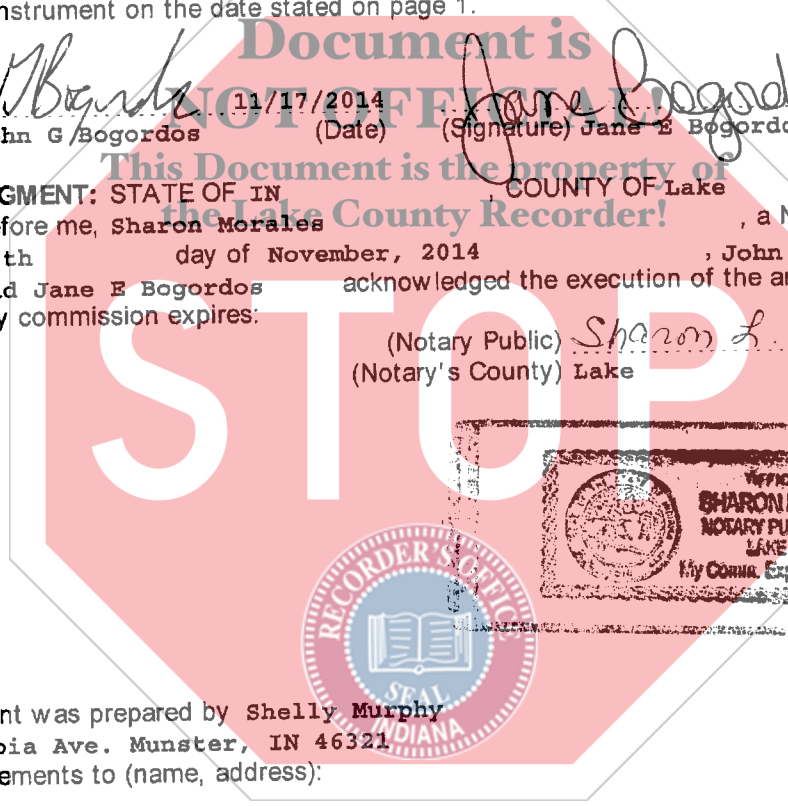 nstrument on the date stated on page 1.
Document is
NOT OFFICIAL!
This Document is the property of
the Lake County Recorder!
11/17/2014
hn G Bogordos (Date) (Signature) Jane E Bogordo
GMENT: STATE OF IN , COUNTY OF Lake
fore me, Sharon Morales , a N
th day of November, 2014 , John
d Jane E Bogordos acknowledged the execution of the a
y commission expires:
(Notary Public) Sharon L.
(Notary's County) Lake
STOP
SHARON
NOTARY PU
LAKE
My Comm. Exp
RECORDER'S OFFICE
SEAL
INDIANA
nt was prepared by Shelly Murphy
bia Ave. Munster, IN 46321
ements to (name, address):